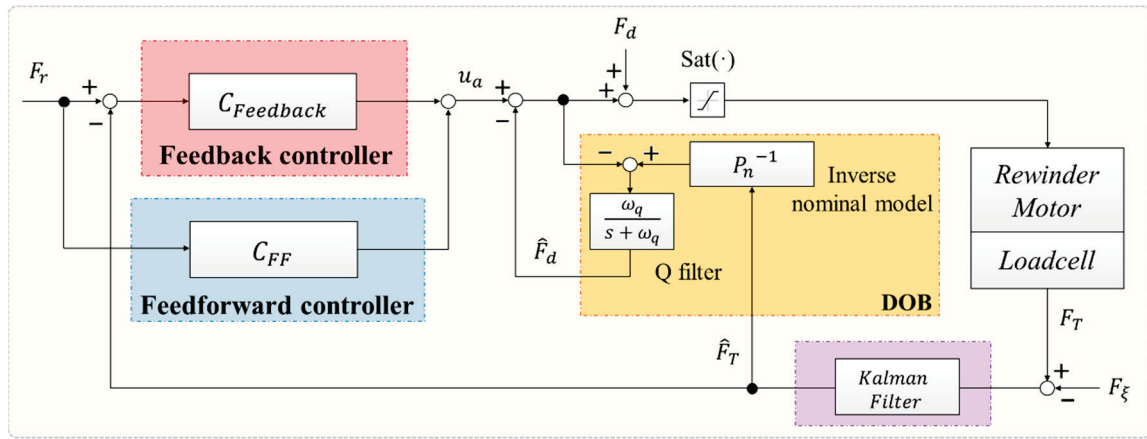 F_d
Sat(·)
F_r
+
−
C_Feedback
Feedback controller
u_a
+
−
+
+
−
+
P_n^{-1}
Inverse
nominal model
ω_q
s + ω_q
Q filter
F̂_d
DOB
C_FF
Feedforward controller
Rewinder
Motor
Loadcell
F_T
F̂_T
Kalman
Filter
+
−
F_ξ